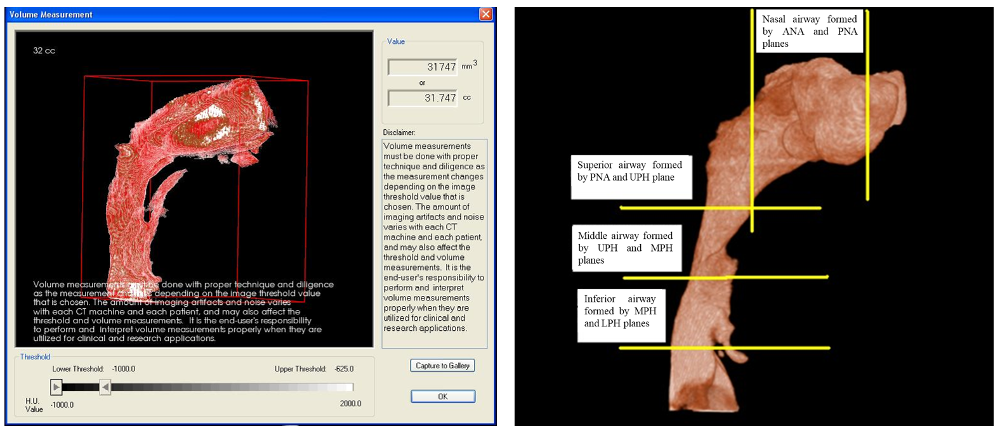 Volume Measurement
32 cc
Volume measurements must be done with proper technique and diligence
as the measurement changes depending on the image threshold value
that is chosen. The amount of imaging artifacts and noise varies
with each CT machine and each patient, and may also affect the
threshold and volume measurements. It is the end-user's responsibility
to perform and interpret volume measurements properly when they are
utilized for clinical and research applications.
Value
31747 mm3
or
31.747 cc
Disclaimer:
Volume measurements
must be done with proper
technique and diligence as
the measurement changes
depending on the image
threshold value that is
chosen. The amount of
imaging artifacts and noise
varies with each CT
machine and each patient,
and may also affect the
threshold and volume
measurements. It is the
end-user's responsibility to
perform and interpret
volume measurements
properly when they are
utilized for clinical and
research applications.
Threshold
Lower Threshold: -1000.0
Upper Threshold: -625.0
H.U.
Value
-1000.0
2000.0
Capture to Gallery
OK
Nasal airway formed
by ANA and PNA
planes
Superior airway formed
by PNA and UPH plane
Middle airway formed
by UPH and MPH
planes
Inferior airway
formed by MPH
and LPH planes